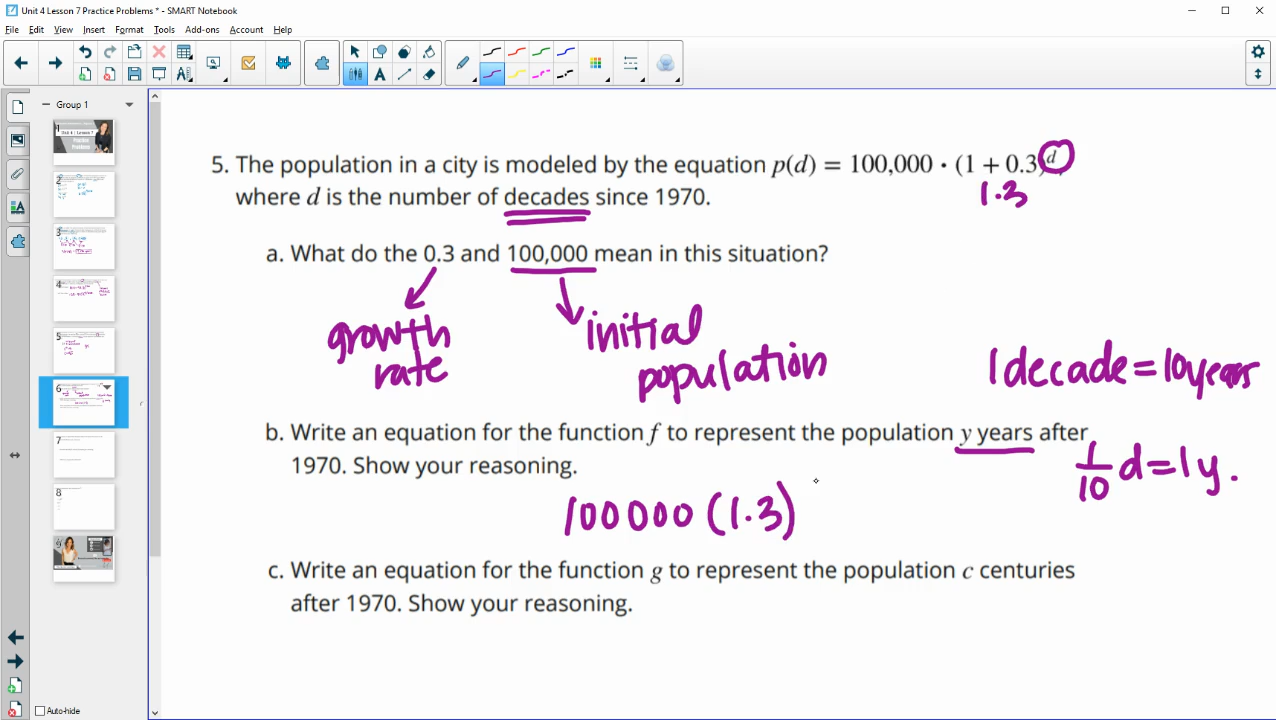 Unit 4 Lesson 7 Practice Problems * - SMART Notebook
File Edit View Insert Format Tools Add-ons Account Help
Group 1
5. The population in a city is modeled by the equation p(d) = 100,000 · (1 + 0.3)^d,
1.3
where d is the number of decades since 1970.
a. What do the 0.3 and 100,000 mean in this situation?
growth rate
initial population
1 decade = 10 years
b. Write an equation for the function f to represent the population y years after
1970. Show your reasoning.
1/10 d = 1 y.
100000 (1.3)
c. Write an equation for the function g to represent the population c centuries
after 1970. Show your reasoning.
Auto-hide